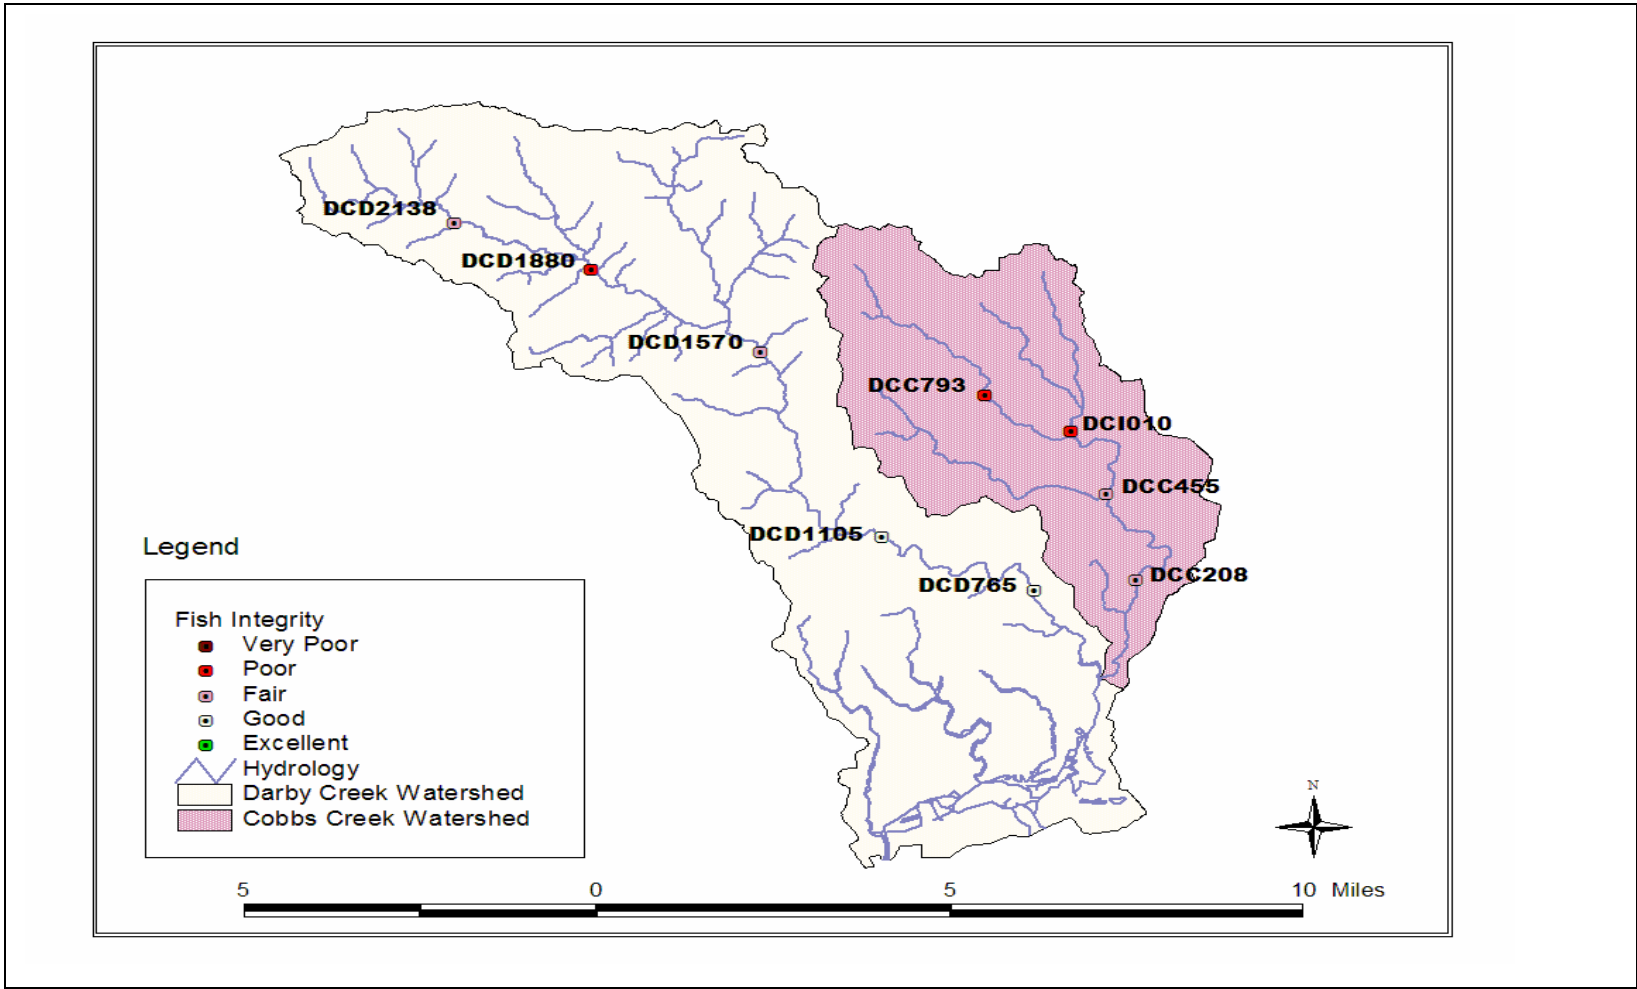 DCD2138
DCD1880
DCD1570
DCC793
DCI010
DCC455
DCD1105
DCC208
DCD765
Legend
Fish Integrity
Very Poor
Poor
Fair
Good
Excellent
Hydrology
Darby Creek Watershed
Cobbs Creek Watershed
N
5 0 5 10 Miles